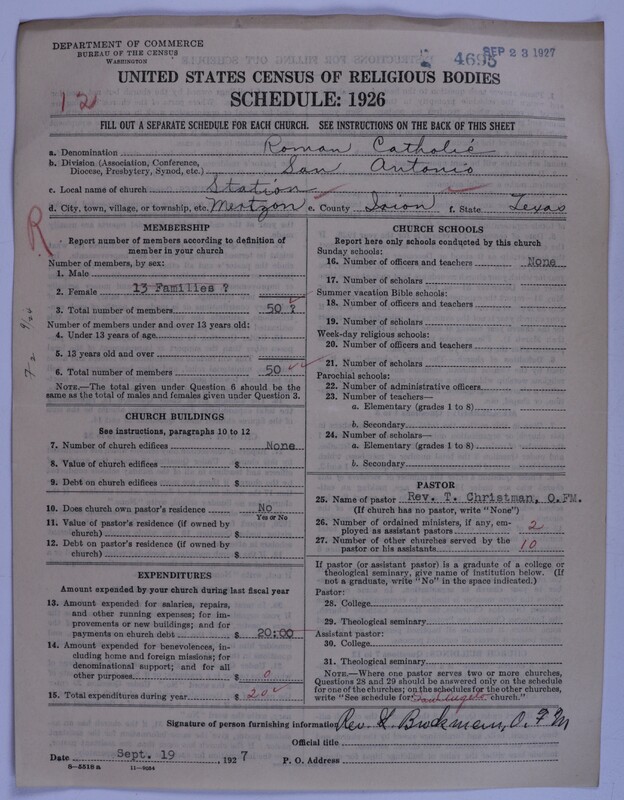 DEPARTMENT OF COMMERCE
BUREAU OF THE CENSUS
WASHINGTON
4695
SEP 23 1927
UNITED STATES CENSUS OF RELIGIOUS BODIES
SCHEDULE: 1926
12
FILL OUT A SEPARATE SCHEDULE FOR EACH CHURCH. SEE INSTRUCTIONS ON THE BACK OF THIS SHEET
a. Denomination Roman Catholic
b. Division (Association, Conference, Diocese, Presbytery, Synod, etc.) San Antonio
c. Local name of church Station
d. City, town, village, or township, etc. Mertzon e. County Irion f. State Texas
R
MEMBERSHIP
Report number of members according to definition of member in your church
Number of members, by sex:
1. Male
2. Female 13 Families ?
3. Total number of members 50 ?
Number of members under and over 13 years old:
4. Under 13 years of age
5. 13 years old and over
6. Total number of members 50
NOTE.—The total given under Question 6 should be the same as the total of males and females given under Question 3.
CHURCH BUILDINGS
See instructions, paragraphs 10 to 12
7. Number of church edifices None
8. Value of church edifices $
9. Debt on church edifices $
10. Does church own pastor's residence No
Yes or No
11. Value of pastor's residence (if owned by church) $
12. Debt on pastor's residence (if owned by church) $
EXPENDITURES
Amount expended by your church during last fiscal year
13. Amount expended for salaries, repairs, and other running expenses; for improvements or new buildings; and for payments on church debt $ 20:00
14. Amount expended for benevolences, including home and foreign missions; for denominational support; and for all other purposes $ 0
15. Total expenditures during year $ 20
CHURCH SCHOOLS
Report here only schools conducted by this church
Sunday schools:
16. Number of officers and teachers None
17. Number of scholars
Summer vacation Bible schools:
18. Number of officers and teachers
19. Number of scholars
Week-day religious schools:
20. Number of officers and teachers
21. Number of scholars
Parochial schools:
22. Number of administrative officers
23. Number of teachers—
a. Elementary (grades 1 to 8)
b. Secondary
24. Number of scholars—
a. Elementary (grades 1 to 8)
b. Secondary
PASTOR
25. Name of pastor Rev. T. Christman, O.FM.
(If church has no pastor, write "None")
26. Number of ordained ministers, if any, employed as assistant pastors 2
27. Number of other churches served by the pastor or his assistants 10
If pastor (or assistant pastor) is a graduate of a college or theological seminary, give name of institution below. (If not a graduate, write "No" in the space indicated.)
Pastor:
28. College
29. Theological seminary
Assistant pastor:
30. College
31. Theological seminary
NOTE.—Where one pastor serves two or more churches, Questions 28 and 29 should be answered only on the schedule for one of the churches; on the schedules for the other churches, write "See schedule for San Angelo church."
Signature of person furnishing information Rev. Brockmann, O.F.M
Official title
Date Sept. 19 1927 P. O. Address
8-5518 a 11-9264